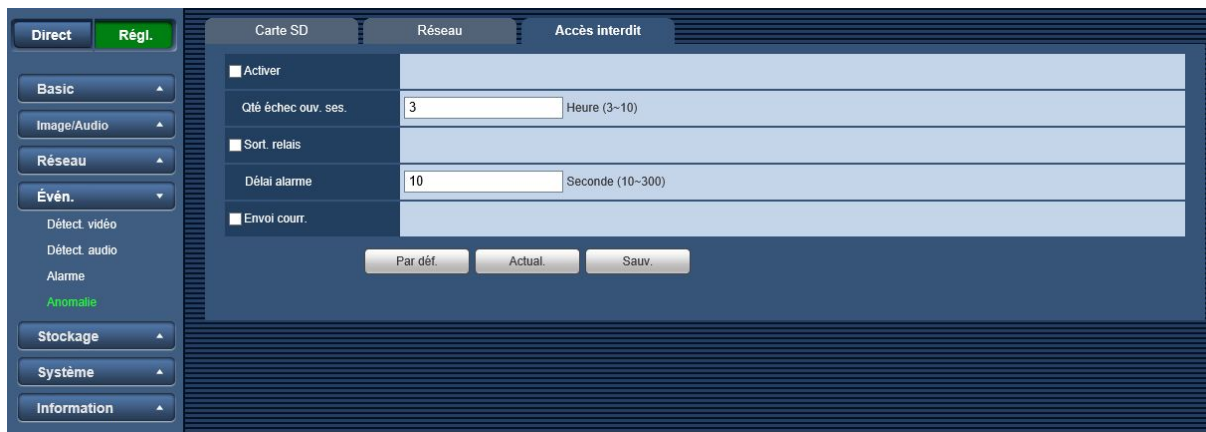 Direct Régl.
Carte SD Réseau Accès interdit
Basic
Image/Audio
Réseau
Évén.
Détect. vidéo
Détect. audio
Alarme
Anomalie
Stockage
Système
Information
Activer
Qté échec ouv. ses. 3 Heure (3~10)
Sort. relais
Délai alarme 10 Seconde (10~300)
Envoi courr.
Par déf. Actual. Sauv.